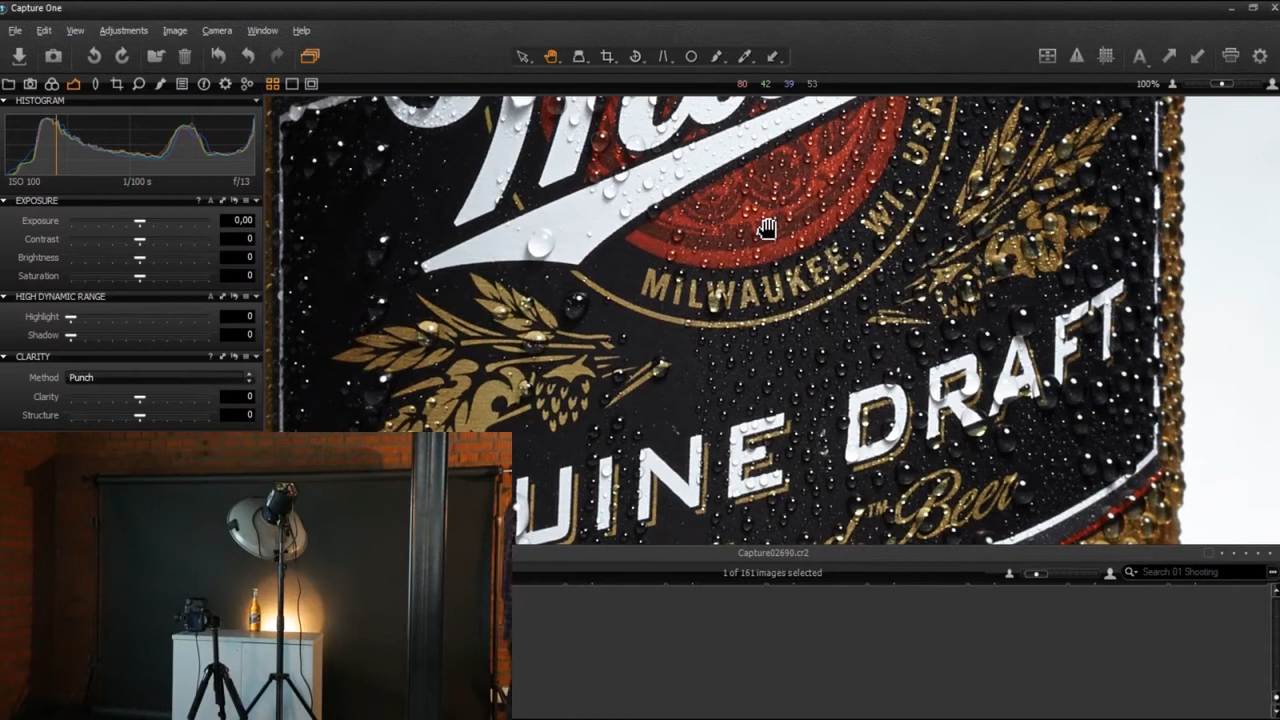 Capture One
File Edit View Adjustments Image Camera Window Help
80 42 39 53 100%
HISTOGRAM
ISO 100 1/100 s f/13
EXPOSURE
Exposure 0,00
Contrast 0
Brightness 0
Saturation 0
HIGH DYNAMIC RANGE
Highlight 0
Shadow 0
CLARITY
Method Punch
Clarity 0
Structure 0
MILWAUKEE, WI, USA
UINE DRAFT
Beer
Capture02690.cr2
1 of 161 images selected
Search 01 Shooting